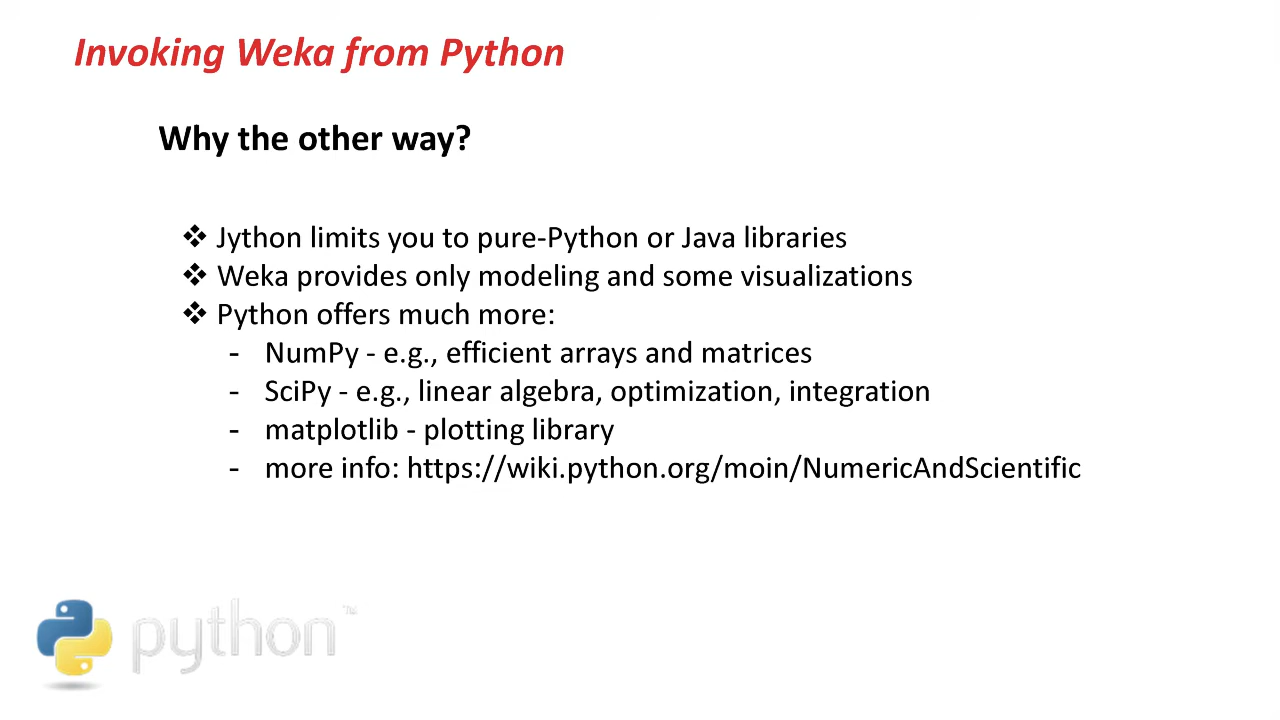 Invoking Weka from Python
Why the other way?
❖ Jython limits you to pure-Python or Java libraries
❖ Weka provides only modeling and some visualizations
❖ Python offers much more:
- NumPy - e.g., efficient arrays and matrices
- SciPy - e.g., linear algebra, optimization, integration
- matplotlib - plotting library
- more info: https://wiki.python.org/moin/NumericAndScientific
python™